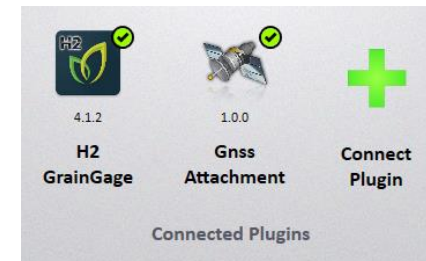 H2
4.1.2
1.0.0
H2
GrainGage
Gnss
Attachment
Connect
Plugin
Connected Plugins